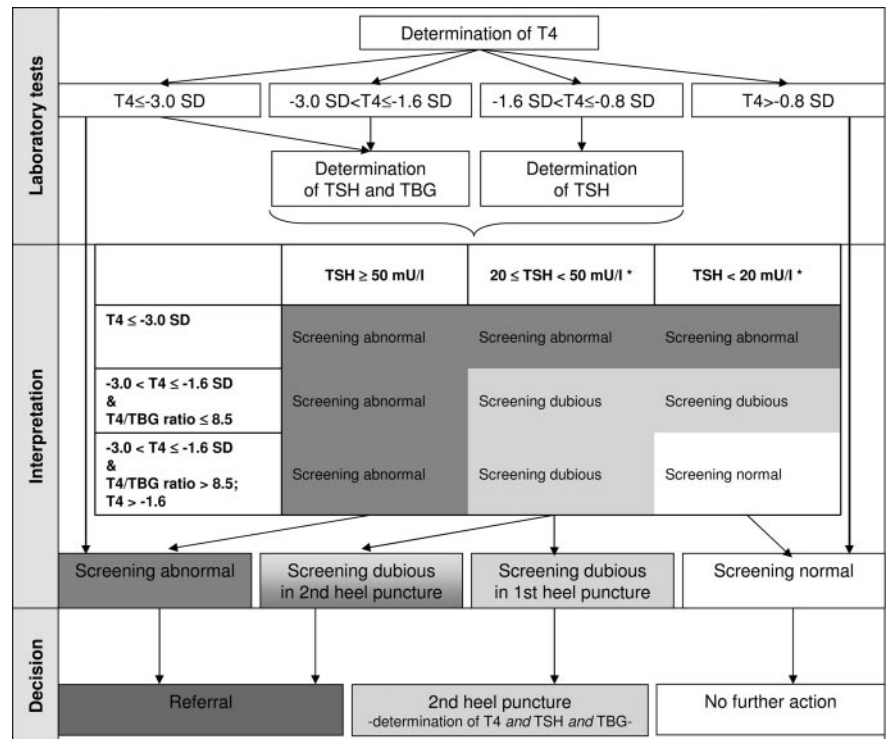 Laboratory tests
Determination of T4
T4≤-3.0 SD
-3.0 SD<T4≤-1.6 SD
-1.6 SD<T4≤-0.8 SD
T4>-0.8 SD
Determination
of TSH and TBG
Determination
of TSH
Interpretation
TSH ≥ 50 mU/l
20 ≤ TSH < 50 mU/l *
TSH < 20 mU/l *
T4 ≤ -3.0 SD
Screening abnormal
Screening abnormal
Screening abnormal
-3.0 < T4 ≤ -1.6 SD
&
T4/TBG ratio ≤ 8.5
Screening abnormal
Screening dubious
Screening dubious
-3.0 < T4 ≤ -1.6 SD
&
T4/TBG ratio > 8.5;
T4 > -1.6
Screening abnormal
Screening dubious
Screening normal
Screening abnormal
Screening dubious
in 2nd heel puncture
Screening dubious
in 1st heel puncture
Screening normal
Decision
Referral
2nd heel puncture
-determination of T4 and TSH and TBG-
No further action